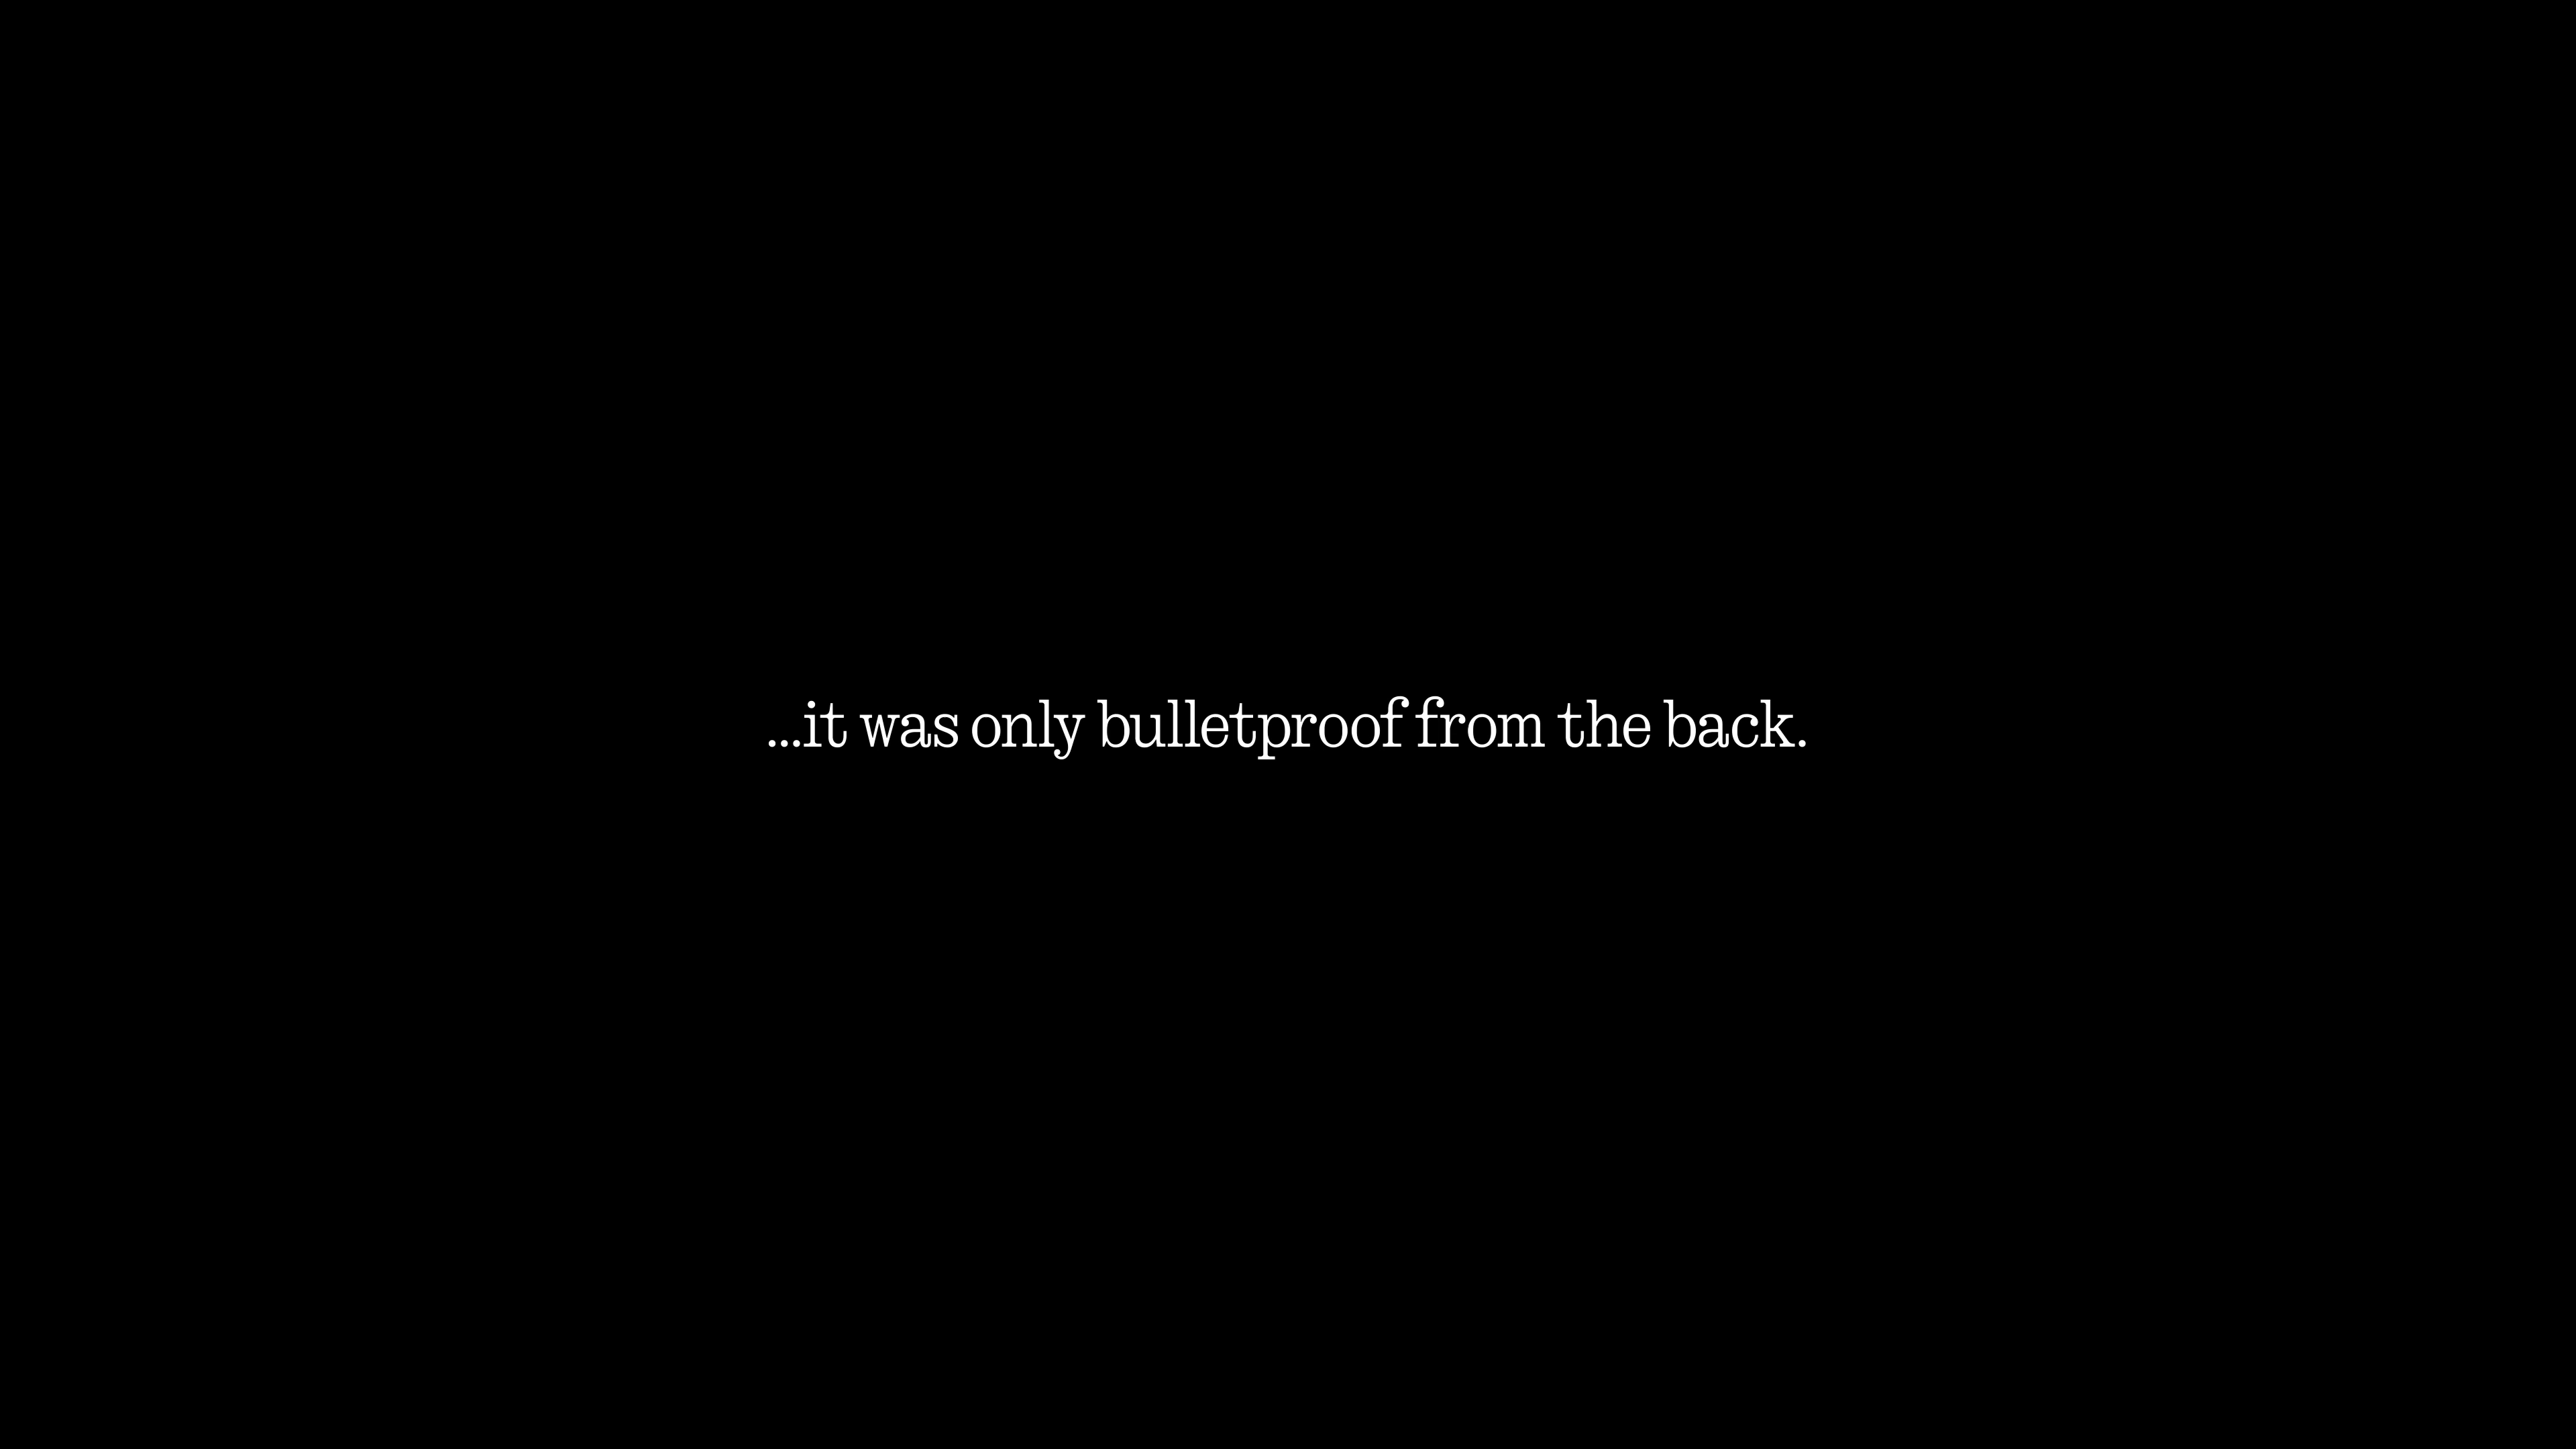 ...it was only bulletproof from the back.